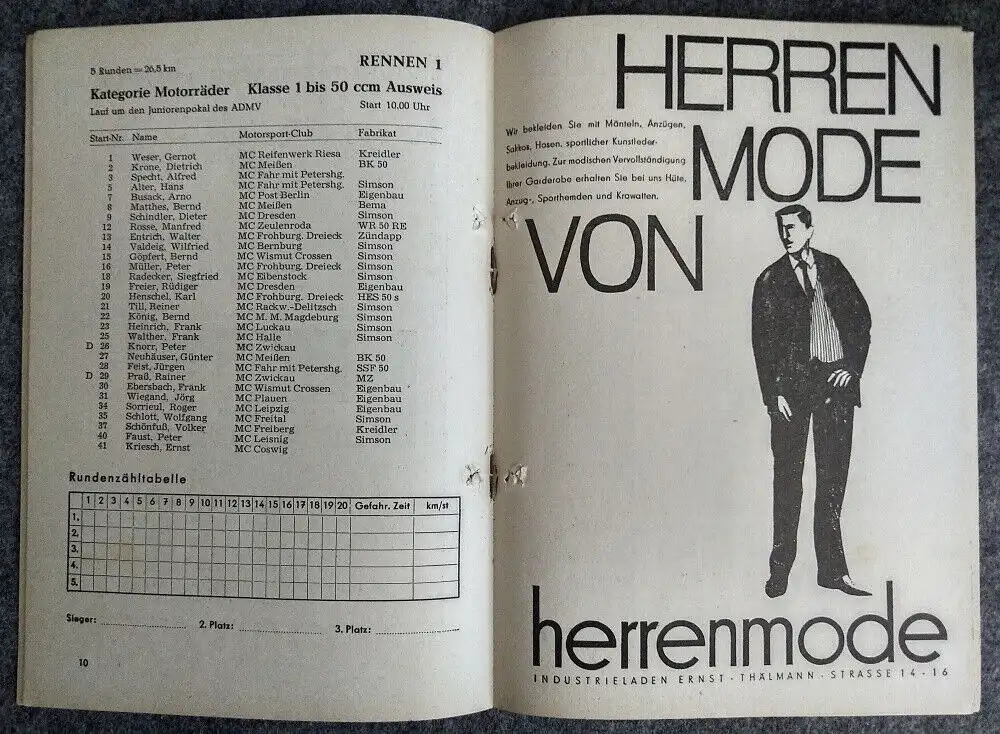 5 Runden = 26,5 km
RENNEN 1
Kategorie Motorräder Klasse 1 bis 50 ccm Ausweis
Lauf um den Juniorenpokal des ADMV Start 10.00 Uhr
Start-Nr. Name Motorsport-Club Fabrikat
1 Weser, Gernot MC Reifenwerk Riesa Kreidler
2 Krone, Dietrich MC Meißen BK 50
3 Specht, Alfred MC Fahr mit Petershg.
5 Alter, Hans MC Fahr mit Petershg. Simson
7 Busack, Arno MC Post Berlin Eigenbau
8 Matthes, Bernd MC Meißen Bema
9 Schindler, Dieter MC Dresden Simson
12 Rosse, Manfred MC Zeulenroda WR 50 RE
13 Entrich, Walter MC Frohburg. Dreieck Zündapp
14 Valdeig, Wilfried MC Bernburg Simson
15 Göpfert, Bernd MC Wismut Crossen Simson
16 Müller, Peter MC Frohburg. Dreieck Simson
18 Radecker, Siegfried MC Eibenstock Simson
19 Freier, Rüdiger MC Dresden Eigenbau
20 Henschel, Karl MC Frohburg. Dreieck HES 50 s
21 Till, Reiner MC Rackw.-Delitzsch Simson
22 König, Bernd MC M. M. Magdeburg Simson
23 Heinrich, Frank MC Luckau Simson
25 Walther, Frank MC Halle Simson
D 26 Knorr, Peter MC Zwickau
27 Neuhäuser, Günter MC Meißen BK 50
28 Feist, Jürgen MC Fahr mit Petershg. SSF 50
D 29 Praß, Rainer MC Zwickau MZ
30 Ebersbach, Frank MC Wismut Crossen Eigenbau
31 Wiegand, Jörg MC Plauen Eigenbau
34 Sorrieul, Roger MC Leipzig Eigenbau
35 Schlott, Wolfgang MC Freital Simson
37 Schönfuß, Volker MC Freiberg Kreidler
40 Faust, Peter MC Leisnig Simson
41 Kriesch, Ernst MC Coswig
Rundenzähltabelle
1 2 3 4 5 6 7 8 9 10 11 12 13 14 15 16 17 18 19 20 Gefahr. Zeit km/st
1.
2.
3.
4.
5.
Sieger: 2. Platz: 3. Platz:
10
HERREN
MODE
VON
Wir bekleiden Sie mit Mänteln, Anzügen,
Sakkos, Hosen, sportlicher Kunstleder-
bekleidung. Zur modischen Vervollständigung
Ihrer Garderobe erhalten Sie bei uns Hüte,
Anzug-, Sporthemden und Krawatten.
herrenmode
INDUSTRIELADEN ERNST-THÄLMANN-STRASSE 14-16